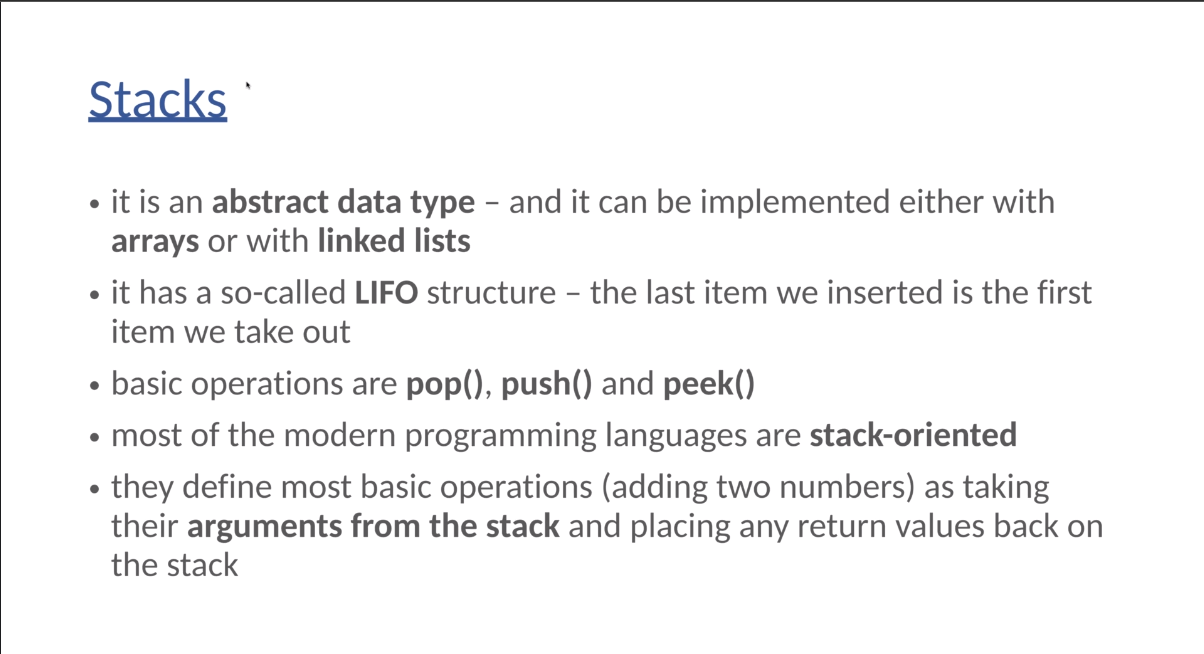 Stacks
• it is an abstract data type – and it can be implemented either with
arrays or with linked lists
• it has a so-called LIFO structure – the last item we inserted is the first
item we take out
• basic operations are pop(), push() and peek()
• most of the modern programming languages are stack-oriented
• they define most basic operations (adding two numbers) as taking
their arguments from the stack and placing any return values back on
the stack